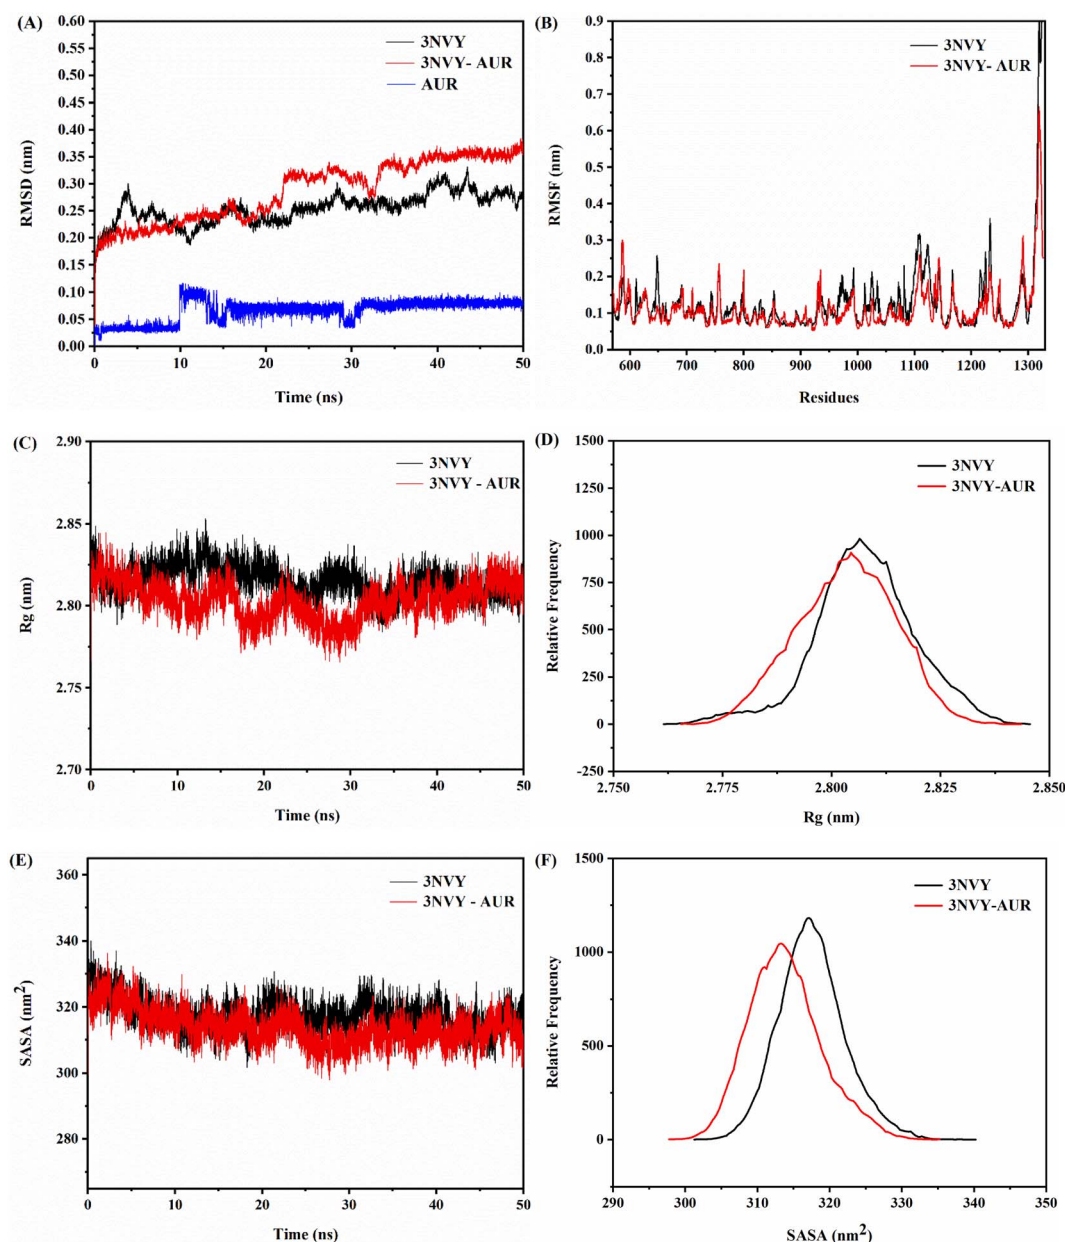 (A)
0.60
0.55
0.50
0.45
0.40
0.35
0.30
0.25
0.20
0.15
0.10
0.05
0.00
RMSD (nm)
3NVY
3NVY- AUR
AUR
0 10 20 30 40 50
Time (ns)
(B)
0.9
0.8
0.7
0.6
0.5
0.4
0.3
0.2
0.1
0.0
RMSF (nm)
3NVY
3NVY- AUR
600 700 800 900 1000 1100 1200 1300
Residues
(C)
2.90
2.85
2.80
2.75
2.70
Rg (nm)
3NVY
3NVY - AUR
0 10 20 30 40 50
Time (ns)
(D)
1500
1250
1000
750
500
250
0
-250
Relative Frequency
3NVY
3NVY-AUR
2.750 2.775 2.800 2.825 2.850
Rg (nm)
(E)
360
340
320
300
280
SASA (nm²)
3NVY
3NVY - AUR
0 10 20 30 40 50
Time (ns)
(F)
1500
1000
500
0
Relative Frequency
3NVY
3NVY-AUR
290 300 310 320 330 340 350
SASA (nm²)